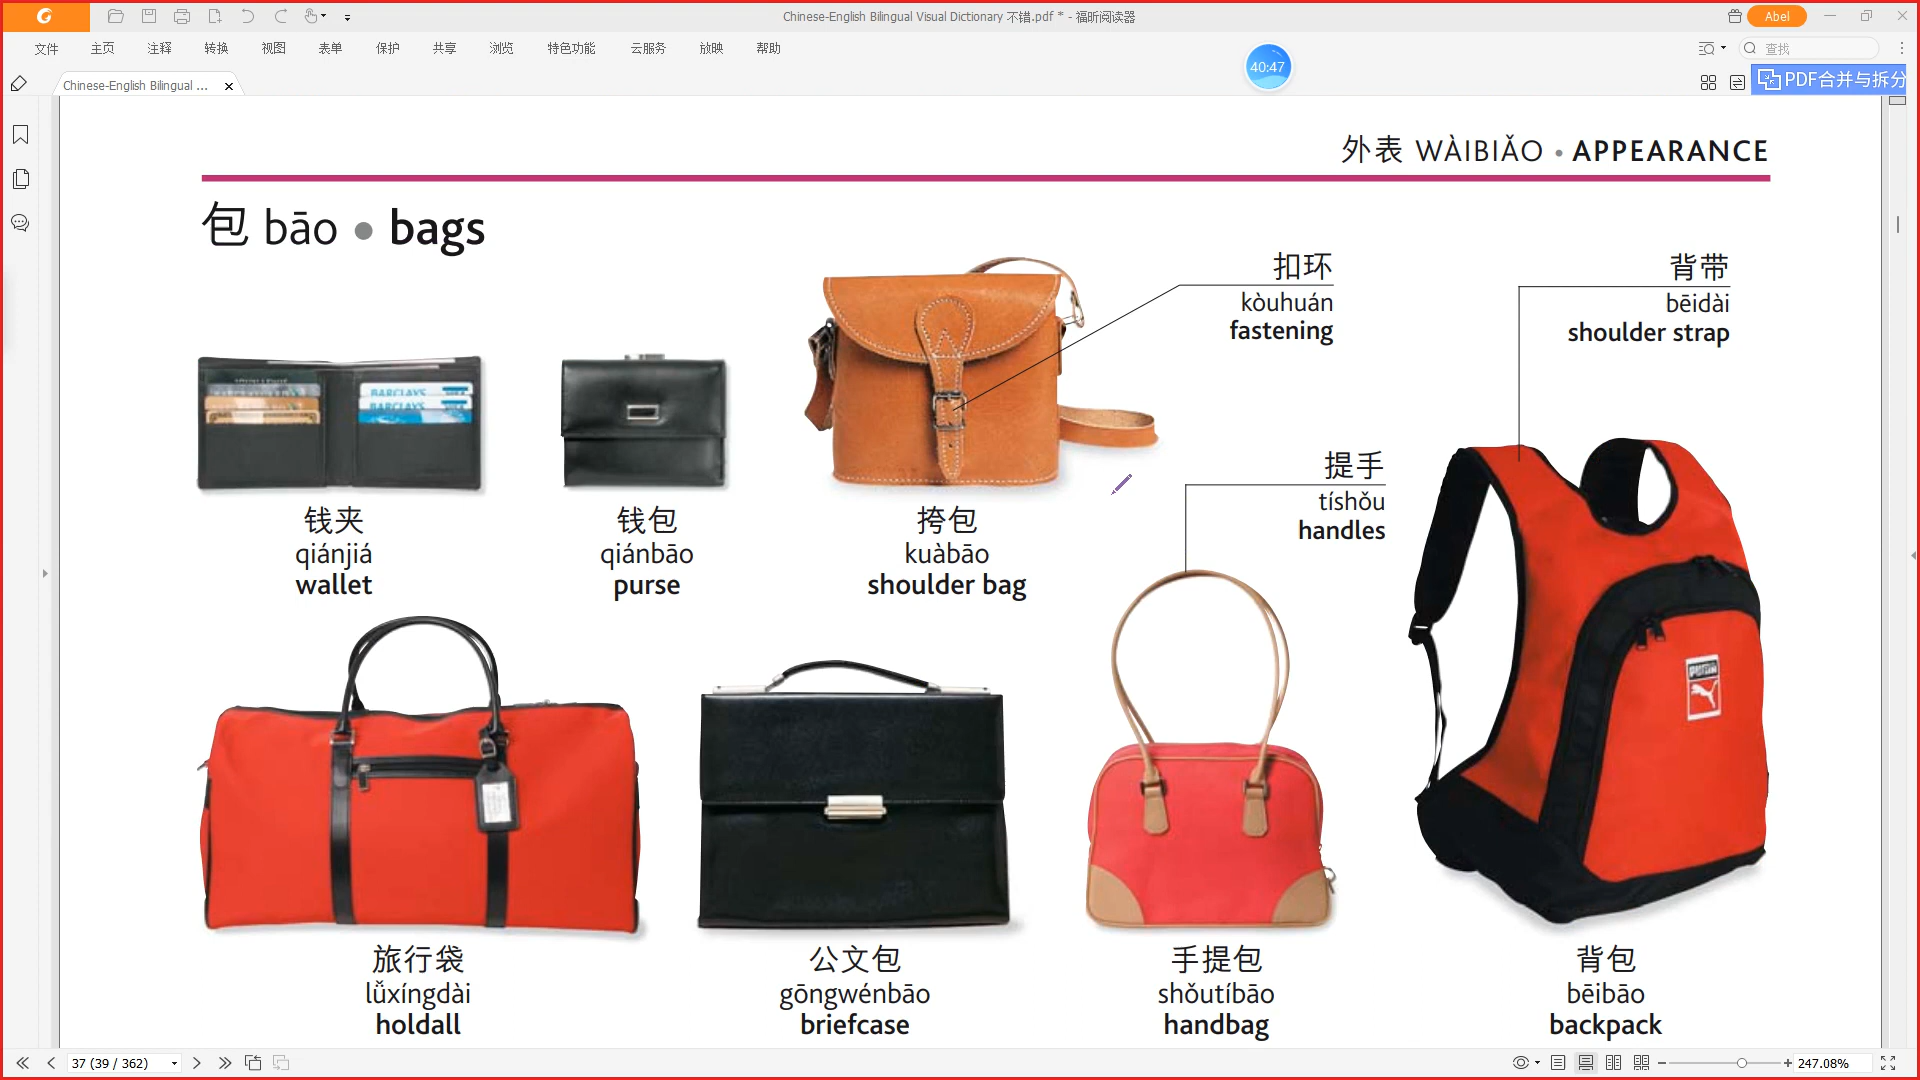 Chinese-English Bilingual Visual Dictionary 不错.pdf * - 福昕阅读器
Abel
文件 主页 注释 转换 视图 表单 保护 共享 浏览 特色功能 云服务 放映 帮助
查找
40:47
Chinese-English Bilingual ...
PDF合并与拆分
外表 WÀIBIǍO • APPEARANCE
包 bāo • bags
扣环
kòuhuán
fastening
背带
bēidài
shoulder strap
BARCLAYS
BARCLAYS
提手
tíshǒu
handles
钱夹
qiánjiá
wallet
钱包
qiánbāo
purse
挎包
kuàbāo
shoulder bag
PUMA
旅行袋
lǚxíngdài
holdall
公文包
gōngwénbāo
briefcase
手提包
shǒutíbāo
handbag
背包
bēibāo
backpack
37 (39 / 362)
247.08%